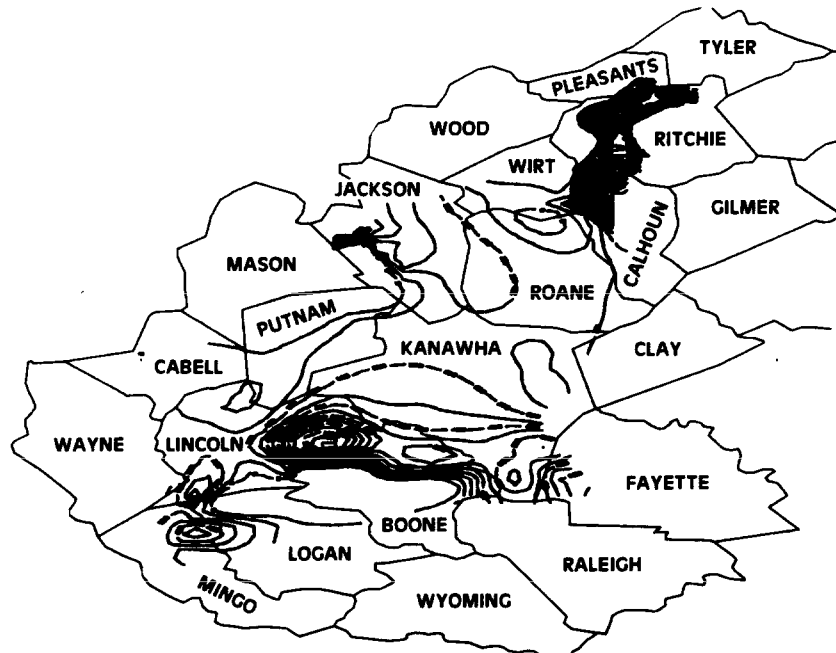 TYLER
PLEASANTS
WOOD
RITCHIE
WIRT
JACKSON
GILMER
CALHOUN
MASON
ROANE
PUTNAM
KANAWHA
CLAY
CABELL
WAYNE
LINCOLN
FAYETTE
BOONE
LOGAN
RALEIGH
MINGO
WYOMING